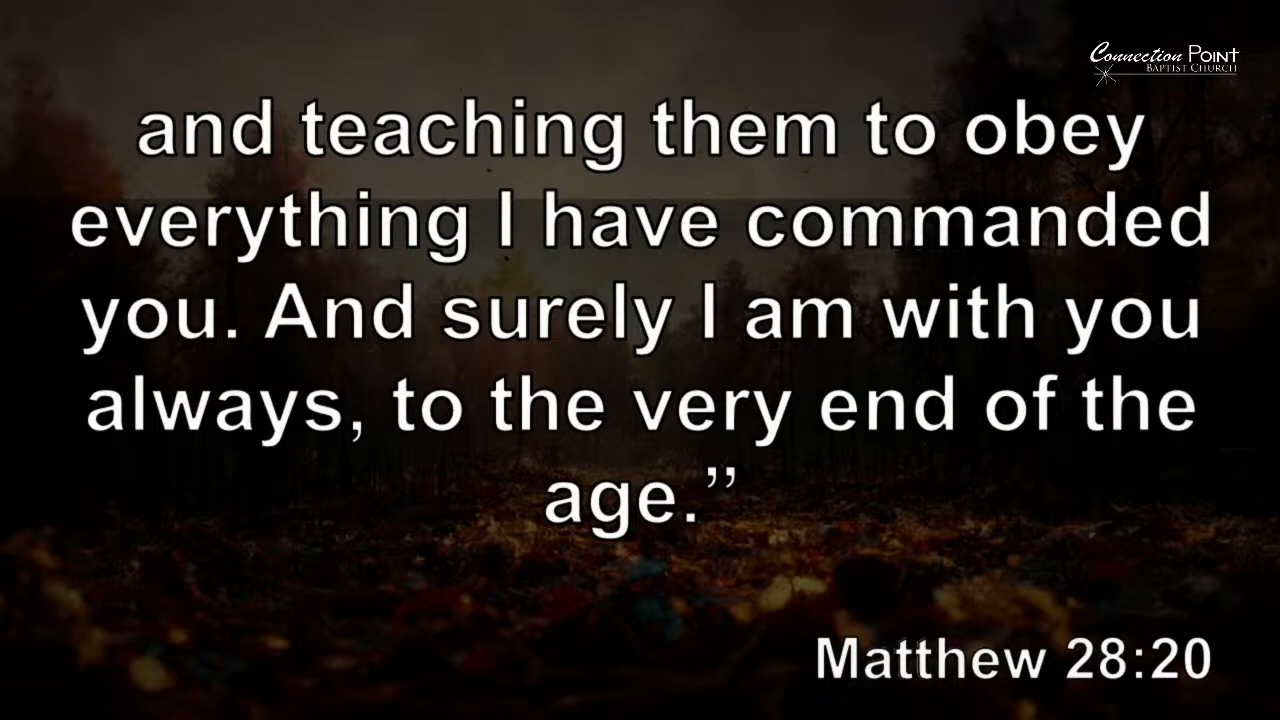 Connection Point
Baptist Church
and teaching them to obey
everything I have commanded
you. And surely I am with you
always, to the very end of the
age.”
Matthew 28:20